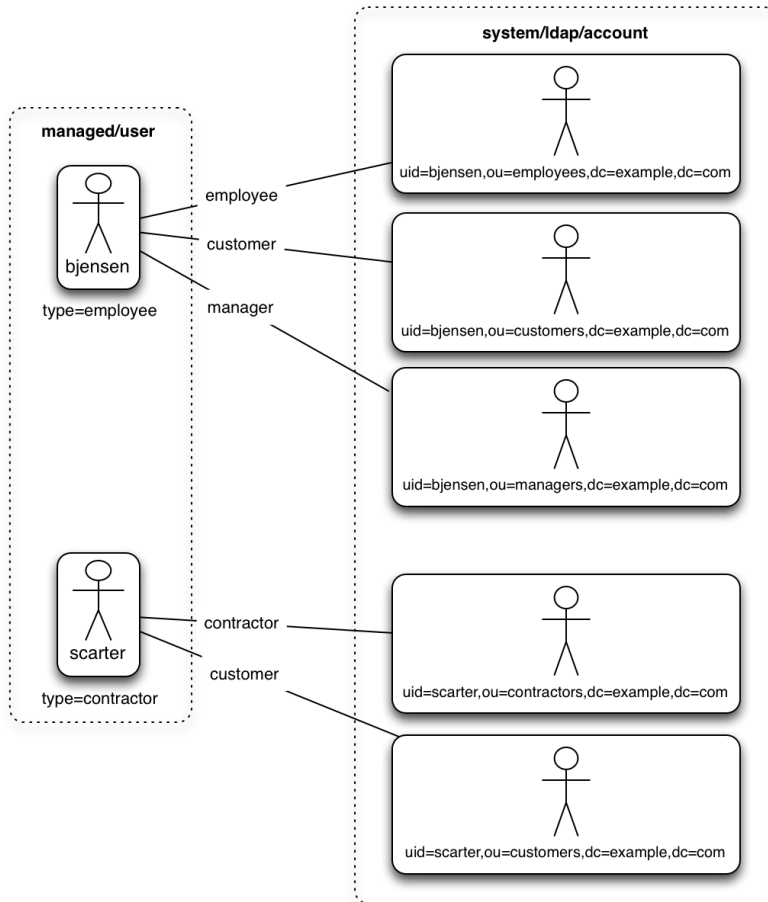 system/ldap/account
uid=bjensen,ou=employees,dc=example,dc=com
uid=bjensen,ou=customers,dc=example,dc=com
uid=bjensen,ou=managers,dc=example,dc=com
uid=scarter,ou=contractors,dc=example,dc=com
uid=scarter,ou=customers,dc=example,dc=com
managed/user
bjensen
type=employee
scarter
type=contractor
employee
customer
manager
contractor
customer